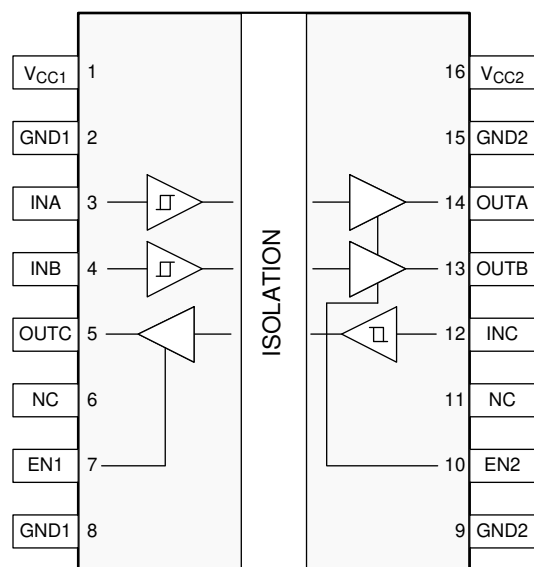 VCC1 1 16 VCC2
GND1 2 15 GND2
INA 3 14 OUTA
INB 4 13 OUTB
OUTC 5 12 INC
NC 6 11 NC
EN1 7 10 EN2
GND1 8 9 GND2
ISOLATION